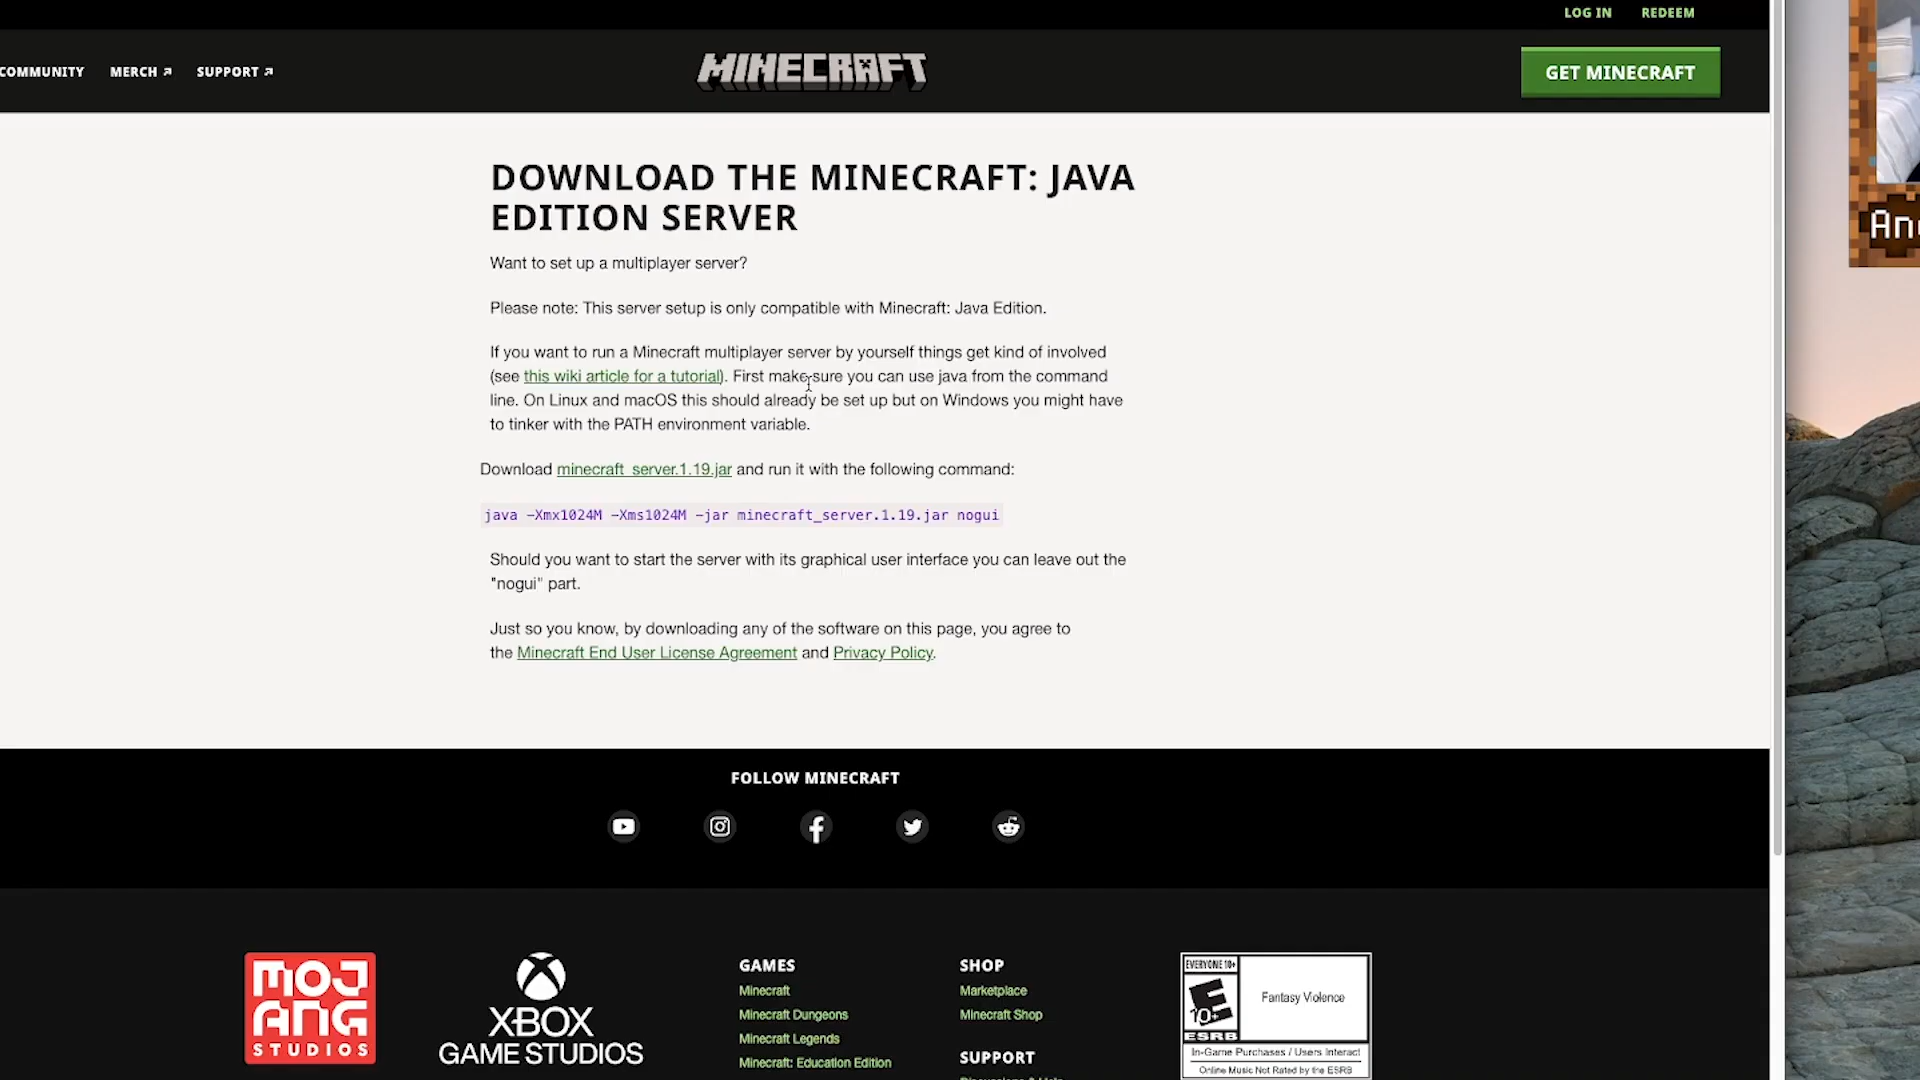 LOG IN REDEEM
COMMUNITY MERCH SUPPORT MINECRAFT GET MINECRAFT
DOWNLOAD THE MINECRAFT: JAVA
EDITION SERVER
Want to set up a multiplayer server?
Please note: This server setup is only compatible with Minecraft: Java Edition.
If you want to run a Minecraft multiplayer server by yourself things get kind of involved
(see this wiki article for a tutorial). First make sure you can use java from the command
line. On Linux and macOS this should already be set up but on Windows you might have
to tinker with the PATH environment variable.
Download minecraft_server.1.19.jar and run it with the following command:
java -Xmx1024M -Xms1024M -jar minecraft_server.1.19.jar nogui
Should you want to start the server with its graphical user interface you can leave out the
"nogui" part.
Just so you know, by downloading any of the software on this page, you agree to
the Minecraft End User License Agreement and Privacy Policy.
FOLLOW MINECRAFT
MOJANG
STUDIOS
XBOX
GAME STUDIOS
GAMES
Minecraft
Minecraft Dungeons
Minecraft Legends
Minecraft: Education Edition
SHOP
Marketplace
Minecraft Shop
SUPPORT
EVERYONE 10+
E
10+
ESRB
Fantasy Violence
In-Game Purchases / Users Interact
Online Music Not Rated by the ESRB